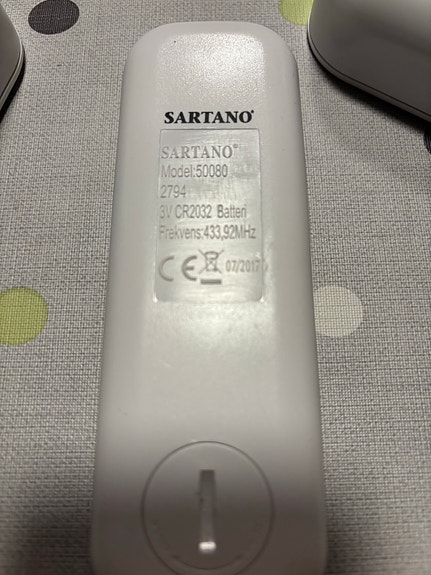 SARTANO®
SARTANO®
Model:50080
2794
3V CR2032 Batteri
Frekvens:433,92MHz
CE 07/2017